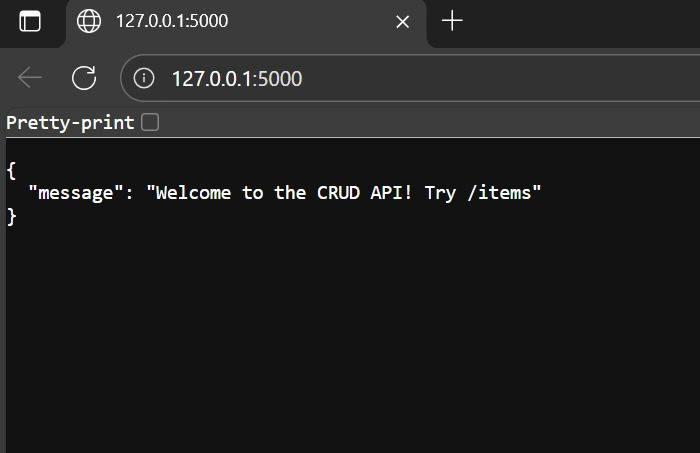 127.0.0.1:5000
127.0.0.1:5000
Pretty-print
{
  "message": "Welcome to the CRUD API! Try /items"
}